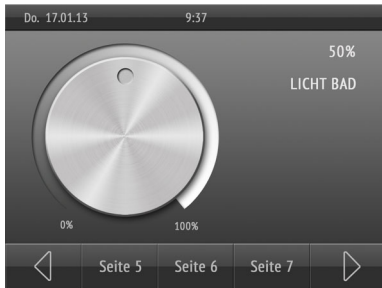 Do. 17.01.13 9:37
50%
LICHT BAD
0% 100%
Seite 5 Seite 6 Seite 7